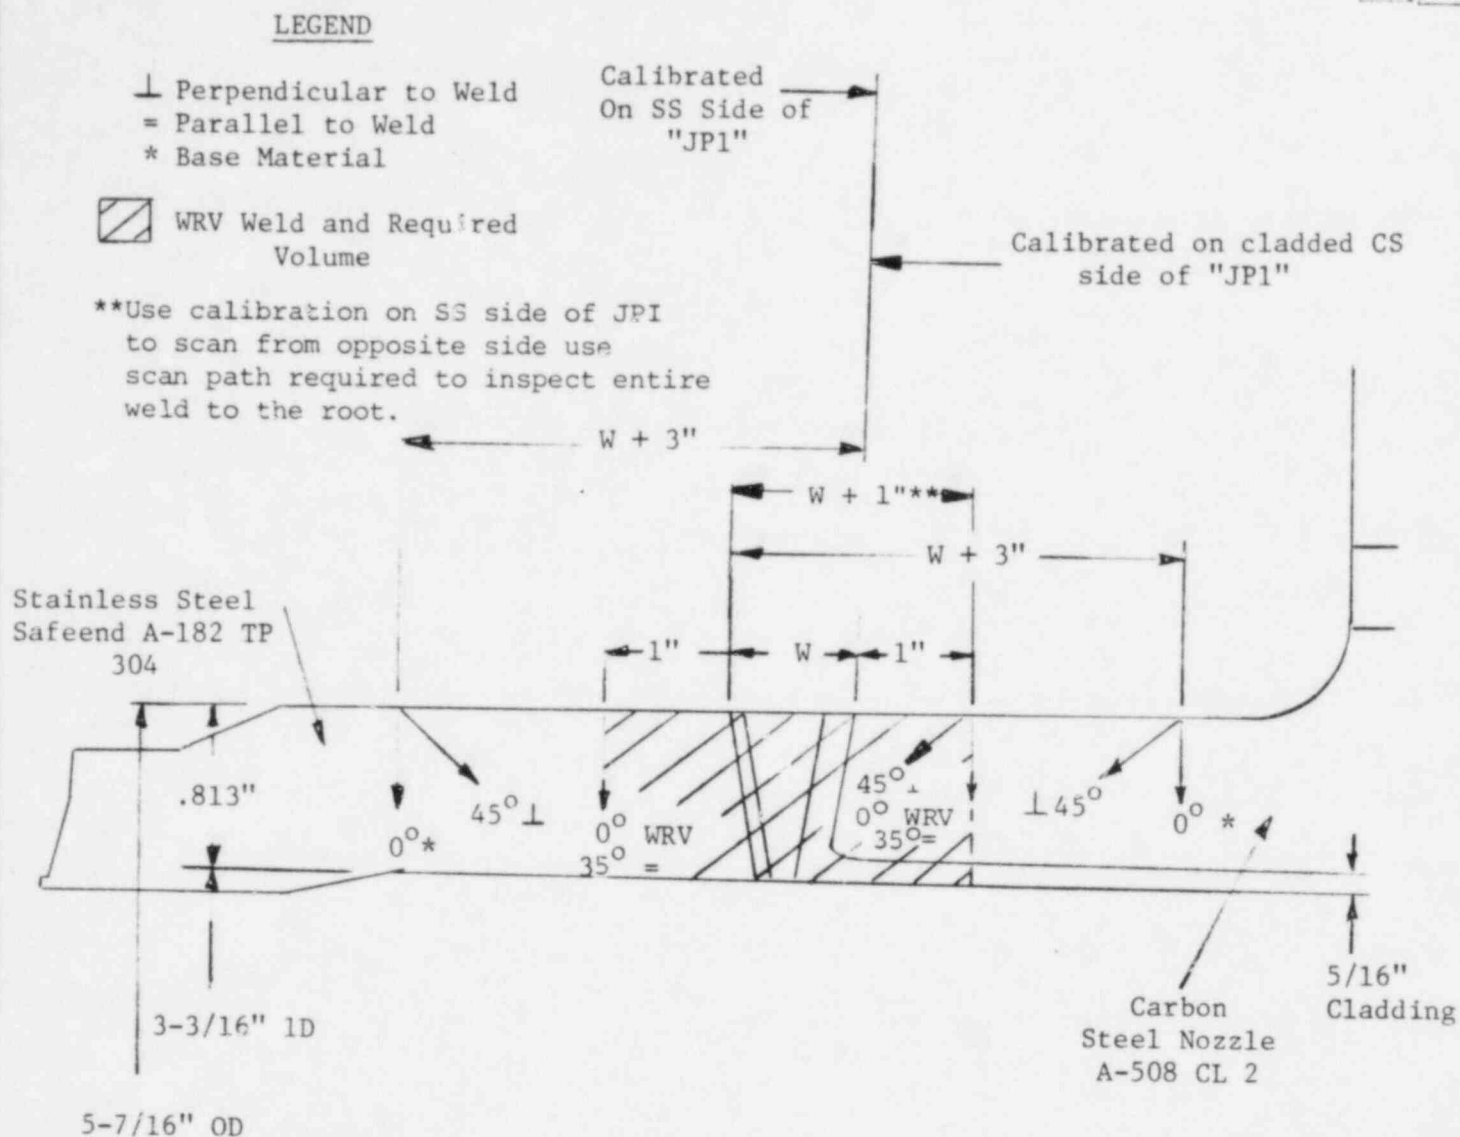 LEGEND
⊥ Perpendicular to Weld
= Parallel to Weld
* Base Material
WRV Weld and Required
Volume
**Use calibration on SS side of JPI
to scan from opposite side use
scan path required to inspect entire
weld to the root.
Calibrated
On SS Side of
"JP1"
Calibrated on cladded CS
side of "JP1"
W + 3"
W + 1"**
W + 3"
Stainless Steel
Safeend A-182 TP
304
1"
W
1"
.813"
45° ⊥
0°*
0° WRV
35° =
45° ⊥
0° WRV
35°=
⊥ 45°
0° *
3-3/16" ID
5-7/16" OD
Carbon
Steel Nozzle
A-508 CL 2
5/16"
Cladding